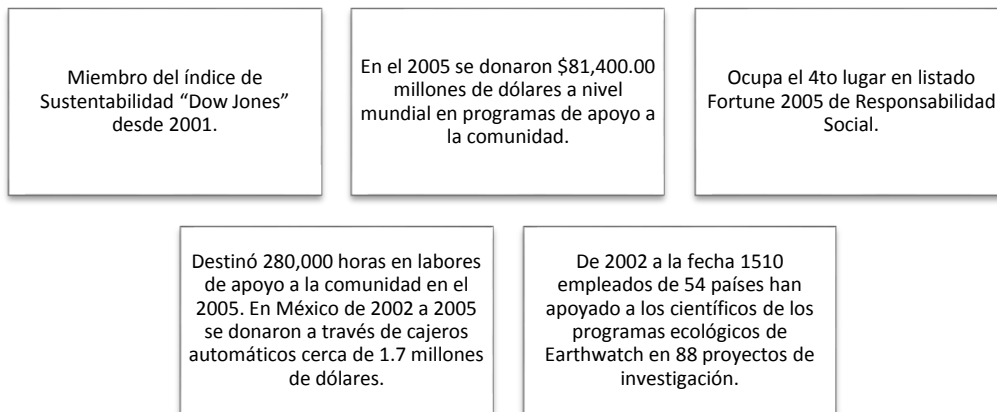 Miembro del índice de
Sustentabilidad “Dow Jones”
desde 2001.
En el 2005 se donaron $81,400.00
millones de dólares a nivel
mundial en programas de apoyo a
la comunidad.
Ocupa el 4to lugar en listado
Fortune 2005 de Responsabilidad
Social.
Destinó 280,000 horas en labores
de apoyo a la comunidad en el
2005. En México de 2002 a 2005
se donaron a través de cajeros
automáticos cerca de 1.7 millones
de dólares.
De 2002 a la fecha 1510
empleados de 54 países han
apoyado a los científicos de los
programas ecológicos de
Earthwatch en 88 proyectos de
investigación.